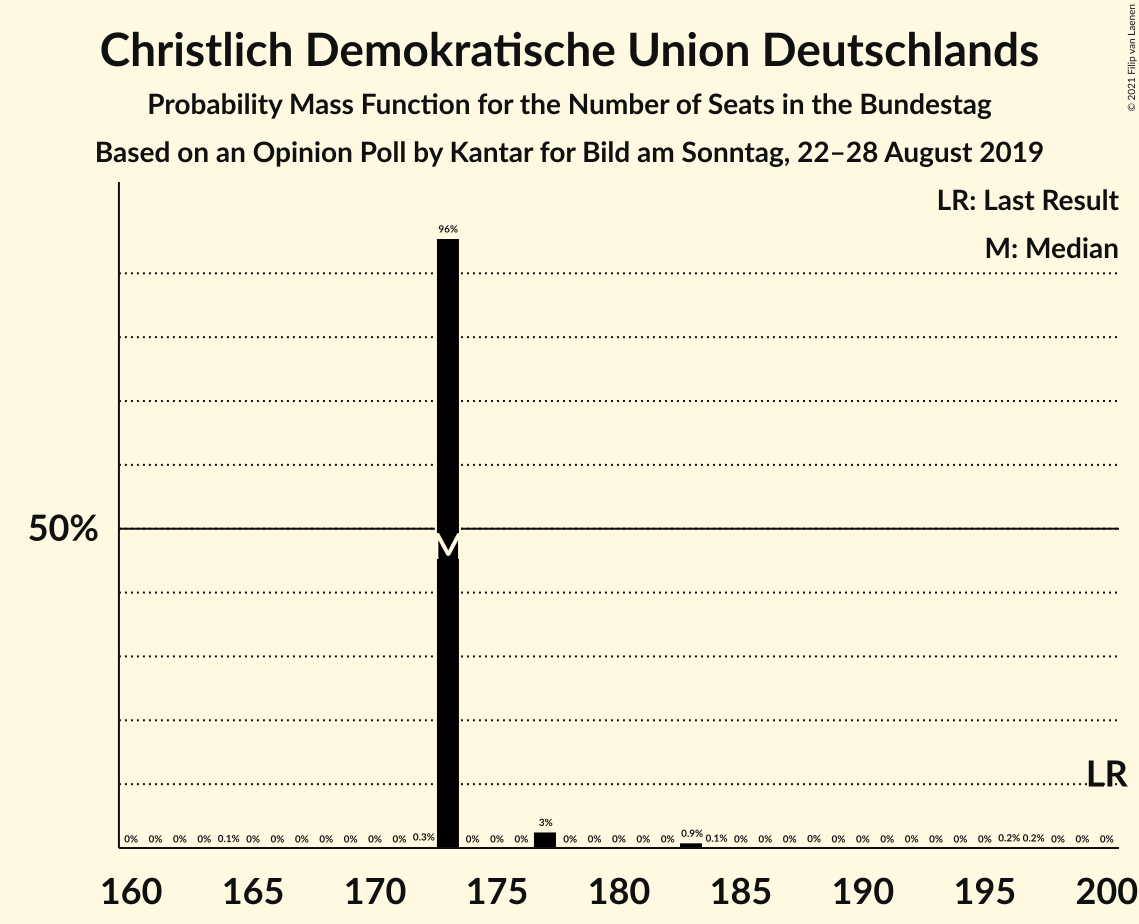 Christlich Demokratische Union Deutschlands
Probability Mass Function for the Number of Seats in the Bundestag
Based on an Opinion Poll by Kantar for Bild am Sonntag, 22–28 August 2019
© 2021 Filip van Laenen
LR: Last Result
M: Median
96%
50%
M
LR
3%
0% 0% 0% 0% 0.1% 0% 0% 0% 0% 0% 0% 0% 0.3% 0% 0% 0% 0% 0% 0% 0% 0% 0.9% 0.1% 0% 0% 0% 0% 0% 0% 0% 0% 0% 0% 0% 0.2% 0.2% 0% 0% 0%
160 165 170 175 180 185 190 195 200